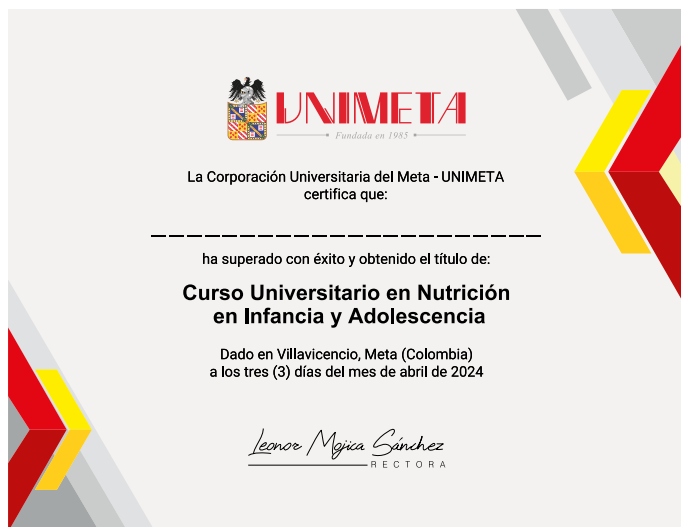 UNIMETA
Fundada en 1985
La Corporación Universitaria del Meta - UNIMETA
certifica que:
ha superado con éxito y obtenido el título de:
Curso Universitario en Nutrición
en Infancia y Adolescencia
Dado en Villavicencio, Meta (Colombia)
a los tres (3) días del mes de abril de 2024
Leonor Mojica Sánchez
RECTORA